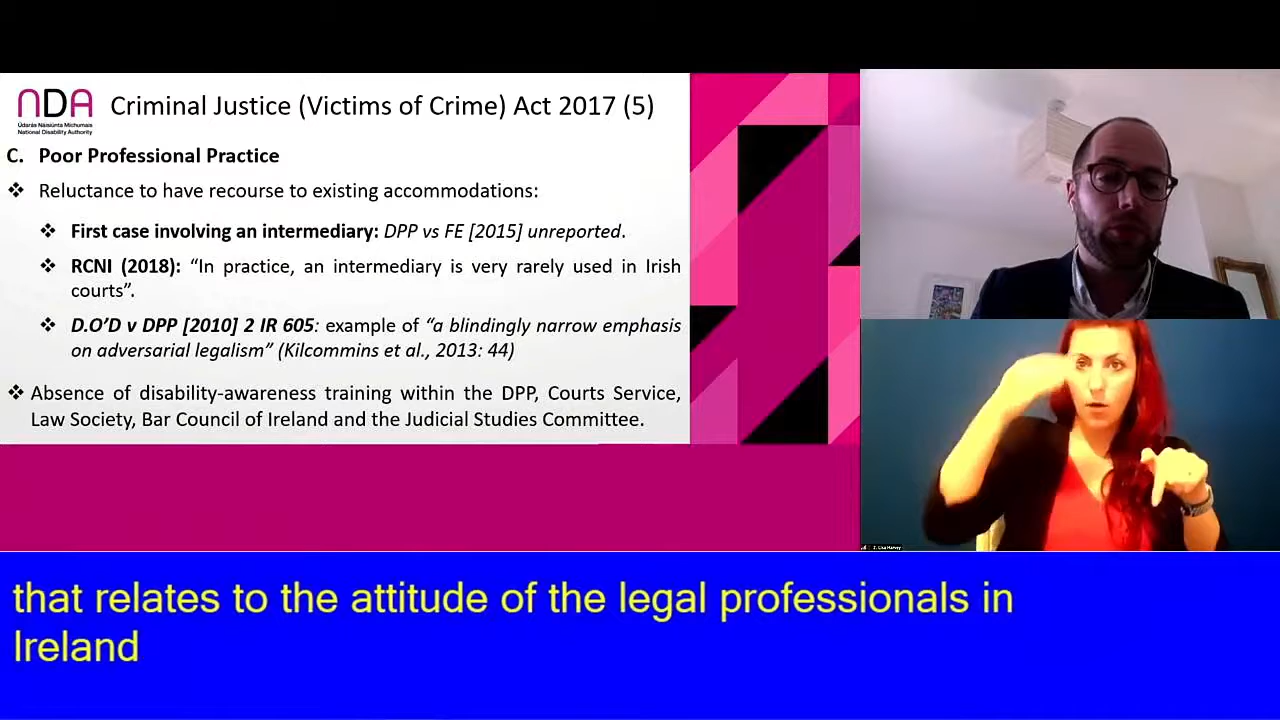 NDA
Údarás Náisiúnta Míchumais
National Disability Authority
Criminal Justice (Victims of Crime) Act 2017 (5)
C. Poor Professional Practice
❖ Reluctance to have recourse to existing accommodations:
❖ First case involving an intermediary: DPP vs FE [2015] unreported.
❖ RCNI (2018): “In practice, an intermediary is very rarely used in Irish
courts”.
❖ D.O’D v DPP [2010] 2 IR 605: example of “a blindingly narrow emphasis
on adversarial legalism” (Kilcommins et al., 2013: 44)
❖ Absence of disability-awareness training within the DPP, Courts Service,
Law Society, Bar Council of Ireland and the Judicial Studies Committee.
Lisa Harvey
that relates to the attitude of the legal professionals in
Ireland